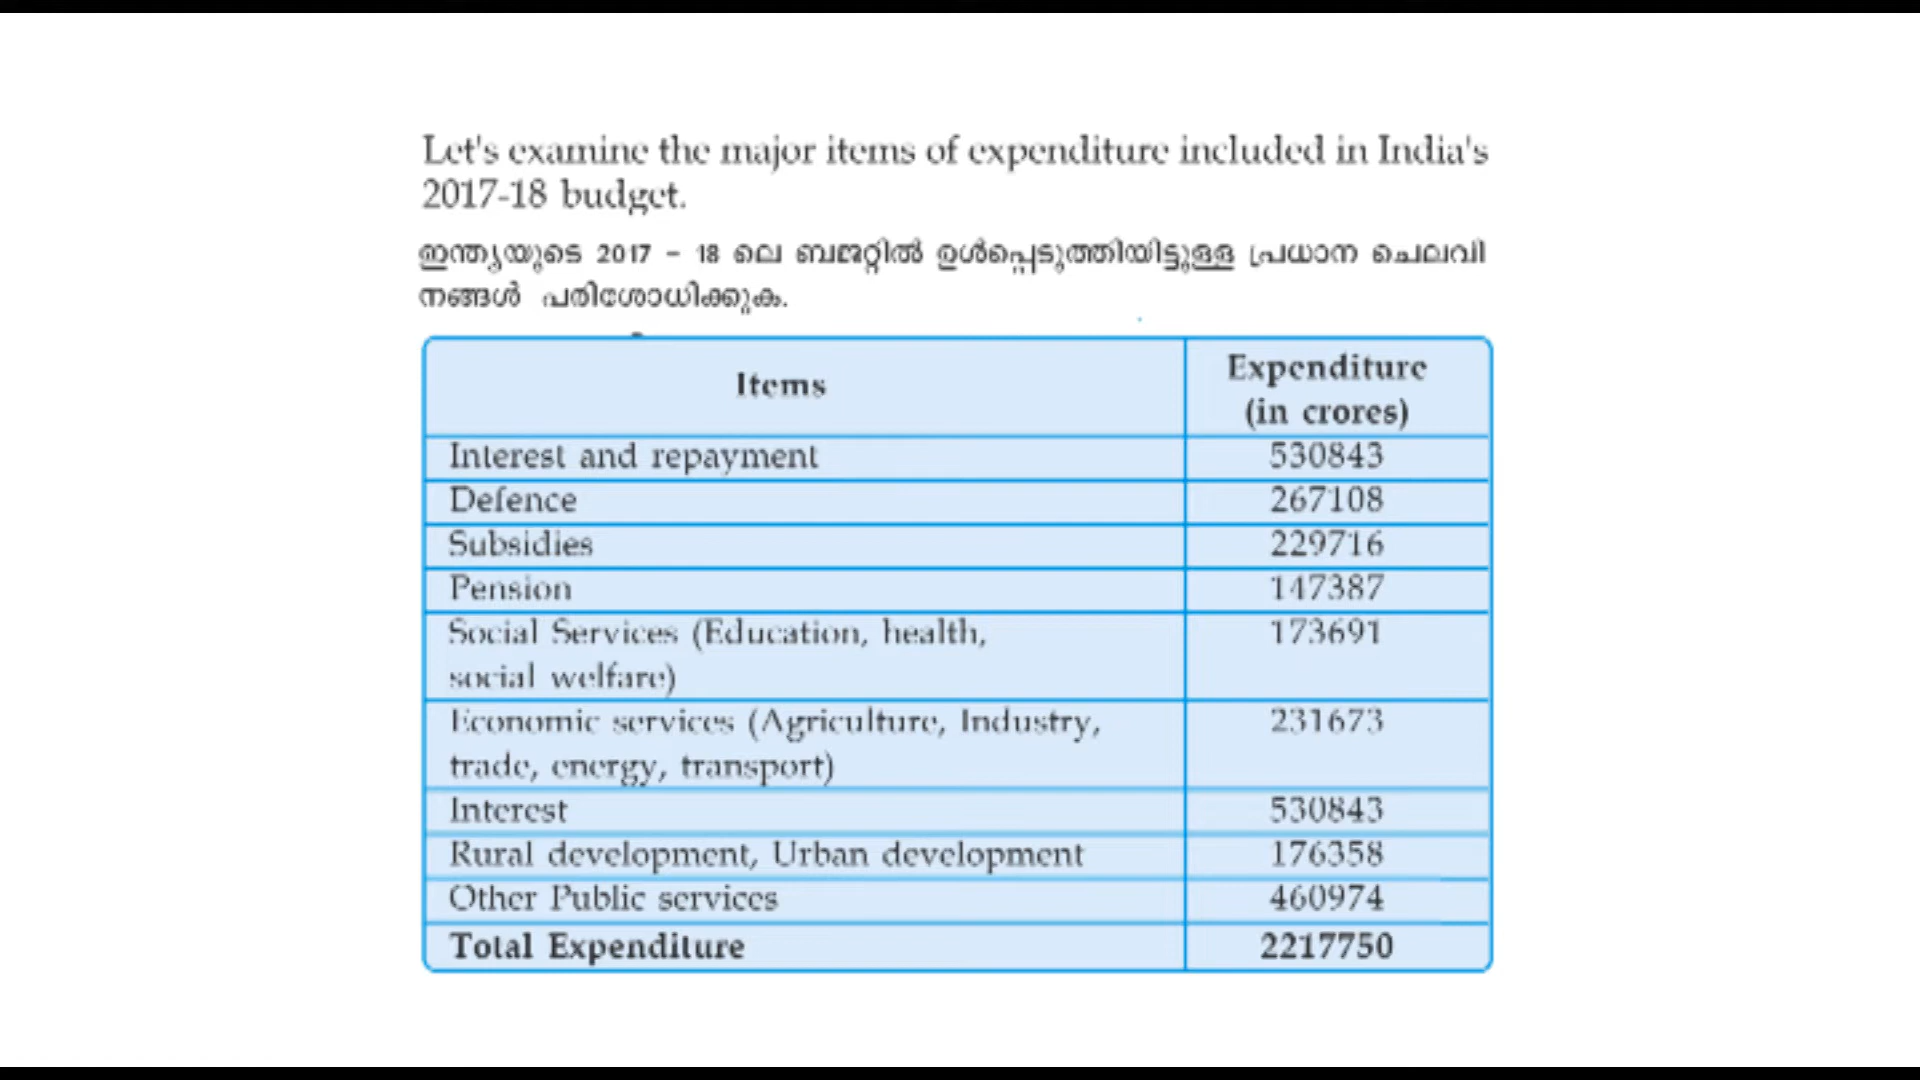 Let's examine the major items of expenditure included in India's
2017-18 budget.
ഇന്ത്യയുടെ 2017 – 18 ലെ ബജറ്റിൽ ഉൾപ്പെടുത്തിയിട്ടുള്ള പ്രധാന ചെലവി
നങ്ങൾ പരിശോധിക്കുക.
Items Expenditure
(in crores)
Interest and repayment 530843
Defence 267108
Subsidies 229716
Pension 147387
Social Services (Education, health, 173691
social welfare)
Economic services (Agriculture, Industry, 231673
trade, energy, transport)
Interest 530843
Rural development, Urban development 176358
Other Public services 460974
Total Expenditure 2217750